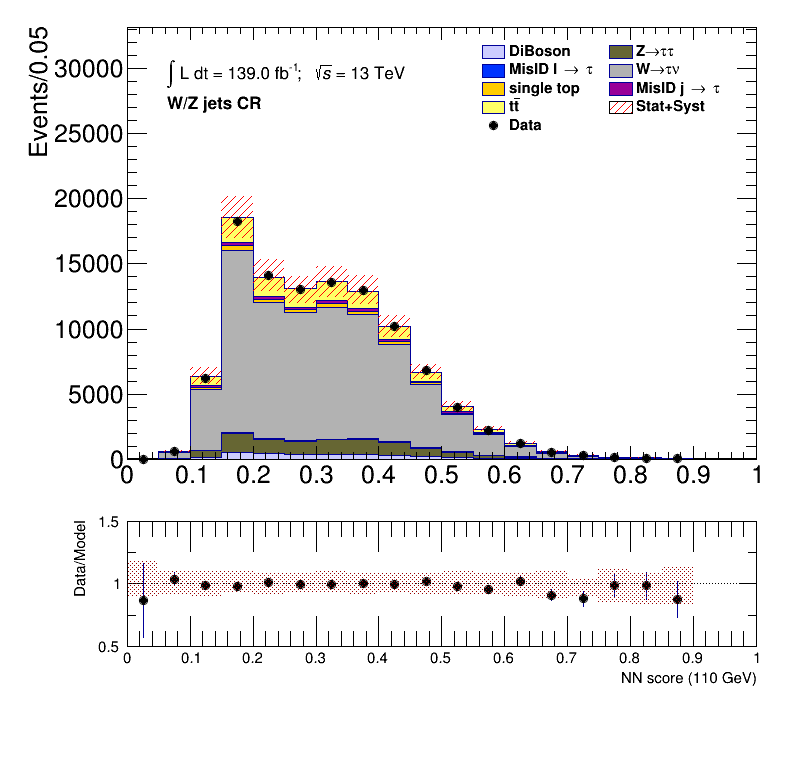 Events/0.05
30000
25000
20000
15000
10000
5000
0
∫ L dt = 139.0 fb⁻¹; √s = 13 TeV
W/Z jets CR
DiBoson
MisID l → τ
single top
tt̄
Data
Z→ττ
W→τν
MisID j → τ
Stat+Syst
0 0.1 0.2 0.3 0.4 0.5 0.6 0.7 0.8 0.9 1
Data/Model
1.5
1
0.5
0 0.1 0.2 0.3 0.4 0.5 0.6 0.7 0.8 0.9 1
NN score (110 GeV)